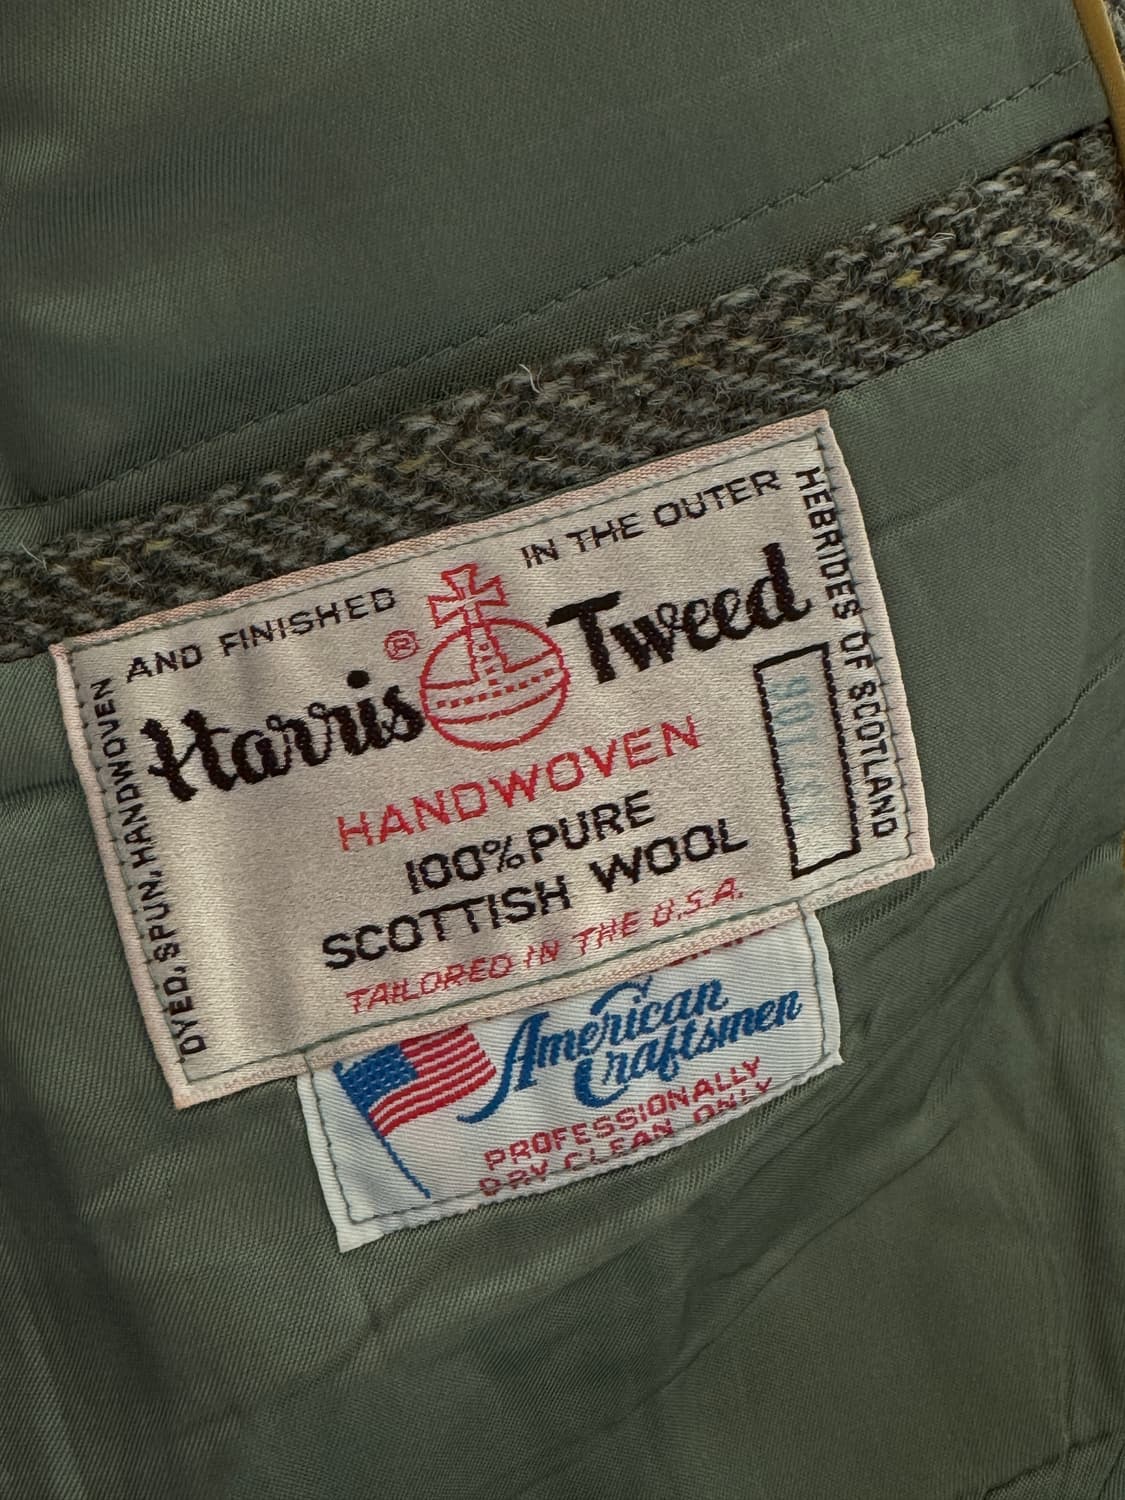 DYED, SPUN, HANDWOVEN
AND FINISHED
IN THE OUTER
HEBRIDES OF SCOTLAND
Harris Tweed
®
HANDWOVEN
100% PURE
SCOTTISH WOOL
TAILORED IN THE U.S.A.
American
Craftsmen
PROFESSIONALLY
DRY CLEAN ONLY